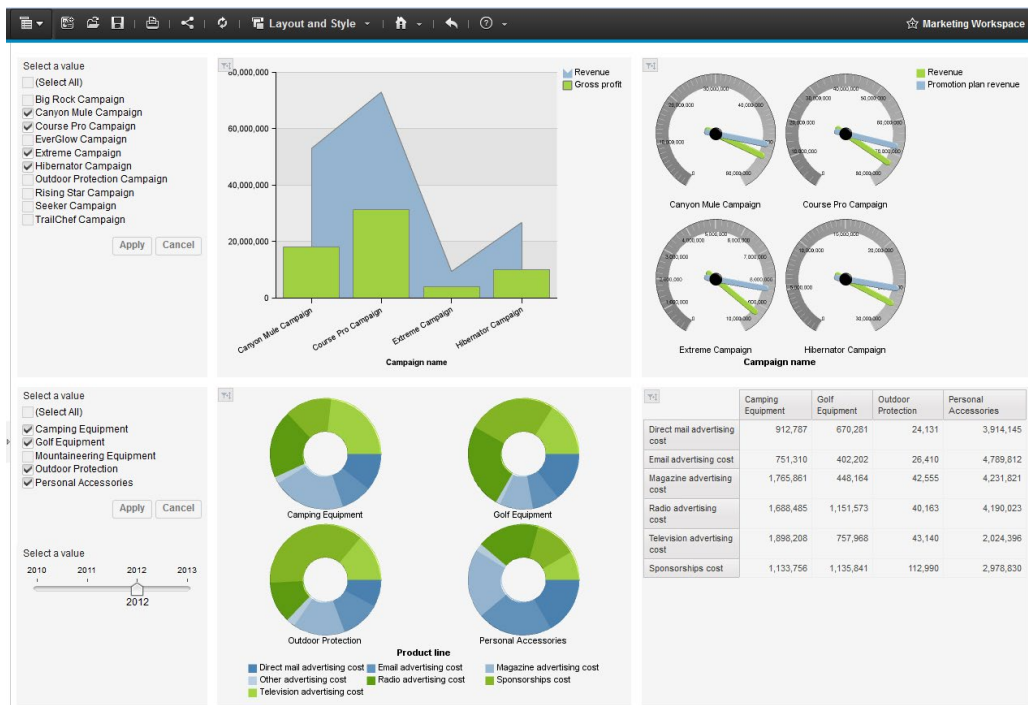 Layout and Style
Marketing Workspace
Select a value
(Select All)
Big Rock Campaign
Canyon Mule Campaign
Course Pro Campaign
EverGlow Campaign
Extreme Campaign
Hibernator Campaign
Outdoor Protection Campaign
Rising Star Campaign
Seeker Campaign
TrailChef Campaign
Apply Cancel
60,000,000
40,000,000
20,000,000
0
Canyon Mule Campaign
Course Pro Campaign
Extreme Campaign
Hibernator Campaign
Campaign name
Revenue
Gross profit
Revenue
Promotion plan revenue
Canyon Mule Campaign
Course Pro Campaign
Extreme Campaign
Hibernator Campaign
Campaign name
Select a value
(Select All)
Camping Equipment
Golf Equipment
Mountaineering Equipment
Outdoor Protection
Personal Accessories
Apply Cancel
Select a value
2010 2011 2012 2013
2012
Camping Equipment
Golf Equipment
Outdoor Protection
Personal Accessories
Product line
Direct mail advertising cost Email advertising cost Magazine advertising cost
Other advertising cost Radio advertising cost Sponsorships cost
Television advertising cost
Camping Equipment Golf Equipment Outdoor Protection Personal Accessories
Direct mail advertising cost 912,787 670,281 24,131 3,914,145
Email advertising cost 751,310 402,202 26,410 4,789,812
Magazine advertising cost 1,765,861 448,164 42,555 4,231,821
Radio advertising cost 1,688,485 1,151,573 40,163 4,190,023
Television advertising cost 1,898,208 757,968 43,140 2,024,396
Sponsorships cost 1,133,756 1,135,841 112,990 2,978,830